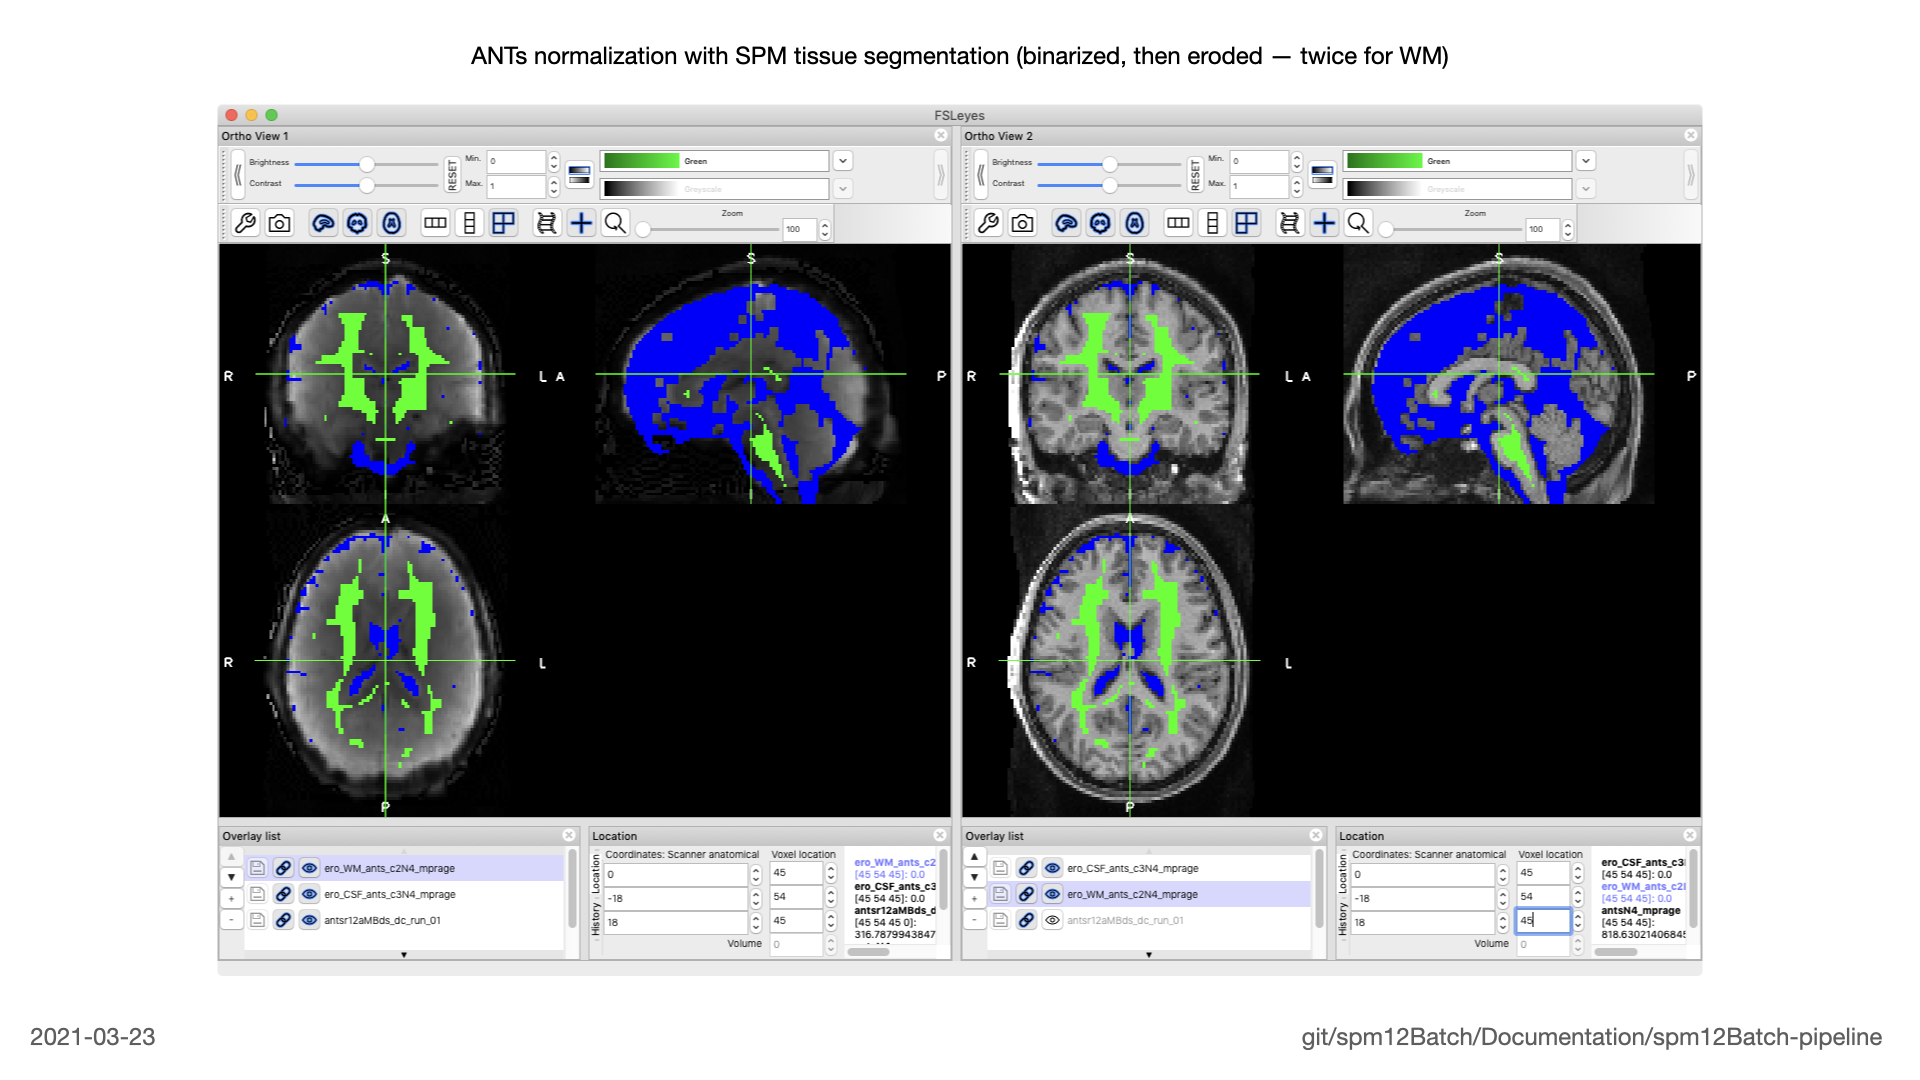 ANTs normalization with SPM tissue segmentation (binarized, then eroded — twice for WM)
FSLeyes
Ortho View 1
Brightness
Contrast
RESET
Min.
0
Max.
1
Green
Greyscale
Zoom
100
S
R
L
A
S
P
A
R
L
P
Overlay list
ero_WM_ants_c2N4_mprage
ero_CSF_ants_c3N4_mprage
antsr12aMBds_dc_run_01
Location
History
Location
Coordinates: Scanner anatomical
Voxel location
0
45
-18
54
18
45
Volume
0
ero_WM_ants_c2
[45 54 45]: 0.0
ero_CSF_ants_c3
[45 54 45]: 0.0
antsr12aMBds_d
[45 54 45 0]:
316.7879943847
Ortho View 2
Brightness
Contrast
RESET
Min.
0
Max.
1
Green
Greyscale
Zoom
100
S
R
L
A
S
P
A
R
L
P
Overlay list
ero_CSF_ants_c3N4_mprage
ero_WM_ants_c2N4_mprage
antsr12aMBds_dc_run_01
Location
History
Location
Coordinates: Scanner anatomical
Voxel location
0
45
-18
54
18
45
Volume
0
ero_CSF_ants_c3
[45 54 45]: 0.0
ero_WM_ants_c2
[45 54 45]: 0.0
antsN4_mprage
[45 54 45]:
818.6302140684
2021-03-23
git/spm12Batch/Documentation/spm12Batch-pipeline